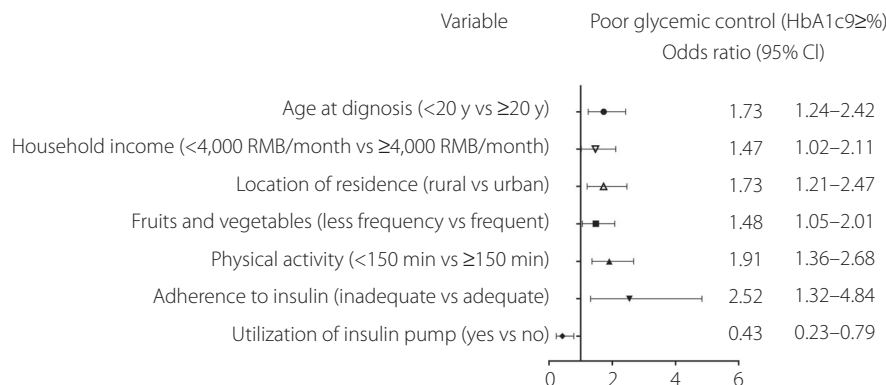 Variable Poor glycemic control (HbA1c9≥%)
Odds ratio (95% CI)
Age at dignosis (<20 y vs ≥20 y) 1.73 1.24–2.42
Household income (<4,000 RMB/month vs ≥4,000 RMB/month) 1.47 1.02–2.11
Location of residence (rural vs urban) 1.73 1.21–2.47
Fruits and vegetables (less frequency vs frequent) 1.48 1.05–2.01
Physical activity (<150 min vs ≥150 min) 1.91 1.36–2.68
Adherence to insulin (inadequate vs adequate) 2.52 1.32–4.84
Utilization of insulin pump (yes vs no) 0.43 0.23–0.79
0 2 4 6